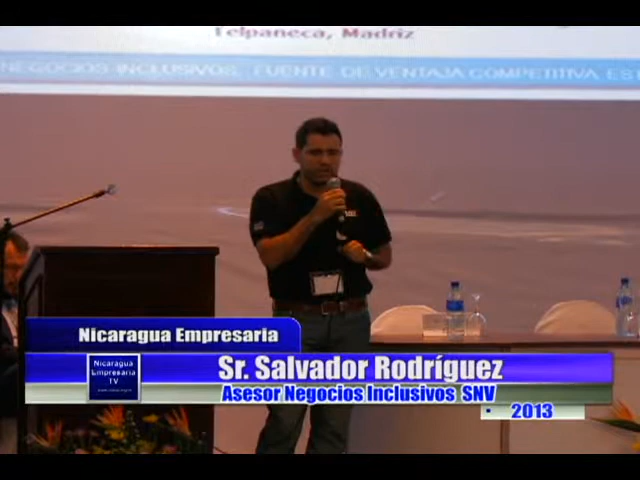 Telpaneca, Madriz
NEGOCIOS INCLUSIVOS, FUENTE DE VENTAJA COMPETITIVA EST
Nicaragua Empresaria
Nicaragua
Empresaria
TV
Sr. Salvador Rodríguez
Asesor Negocios Inclusivos SNV
2013